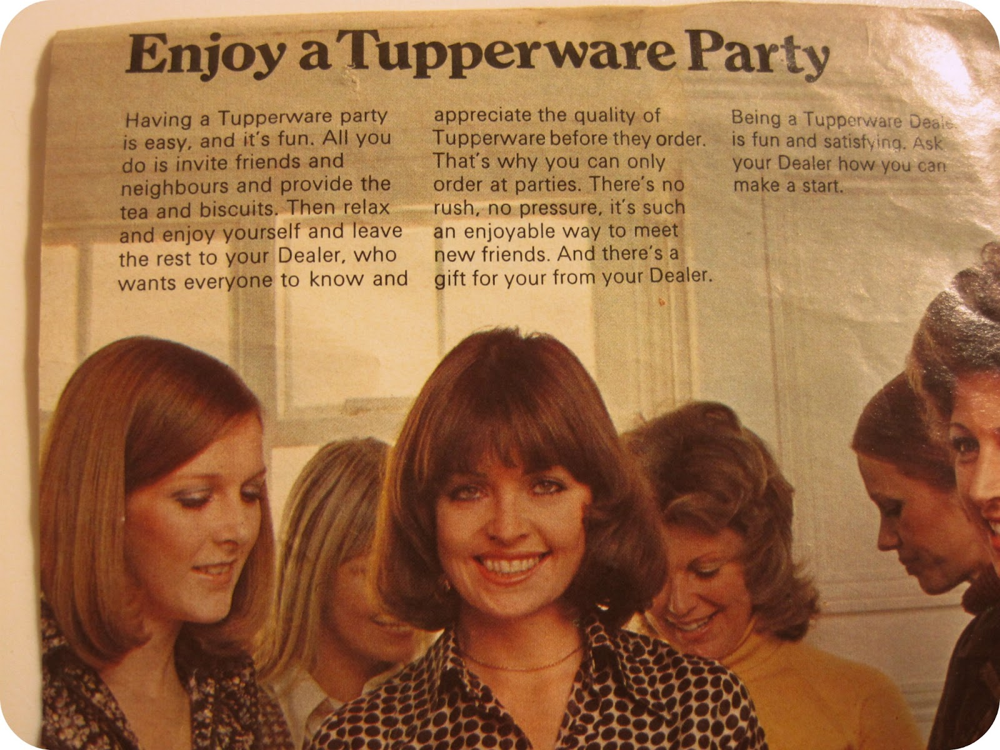 Enjoy a Tupperware Party
Having a Tupperware party
is easy, and it's fun. All you
do is invite friends and
neighbours and provide the
tea and biscuits. Then relax
and enjoy yourself and leave
the rest to your Dealer, who
wants everyone to know and
appreciate the quality of
Tupperware before they order.
That's why you can only
order at parties. There's no
rush, no pressure, it's such
an enjoyable way to meet
new friends. And there's a
gift for your from your Dealer.
Being a Tupperware Dealer
is fun and satisfying. Ask
your Dealer how you can
make a start.